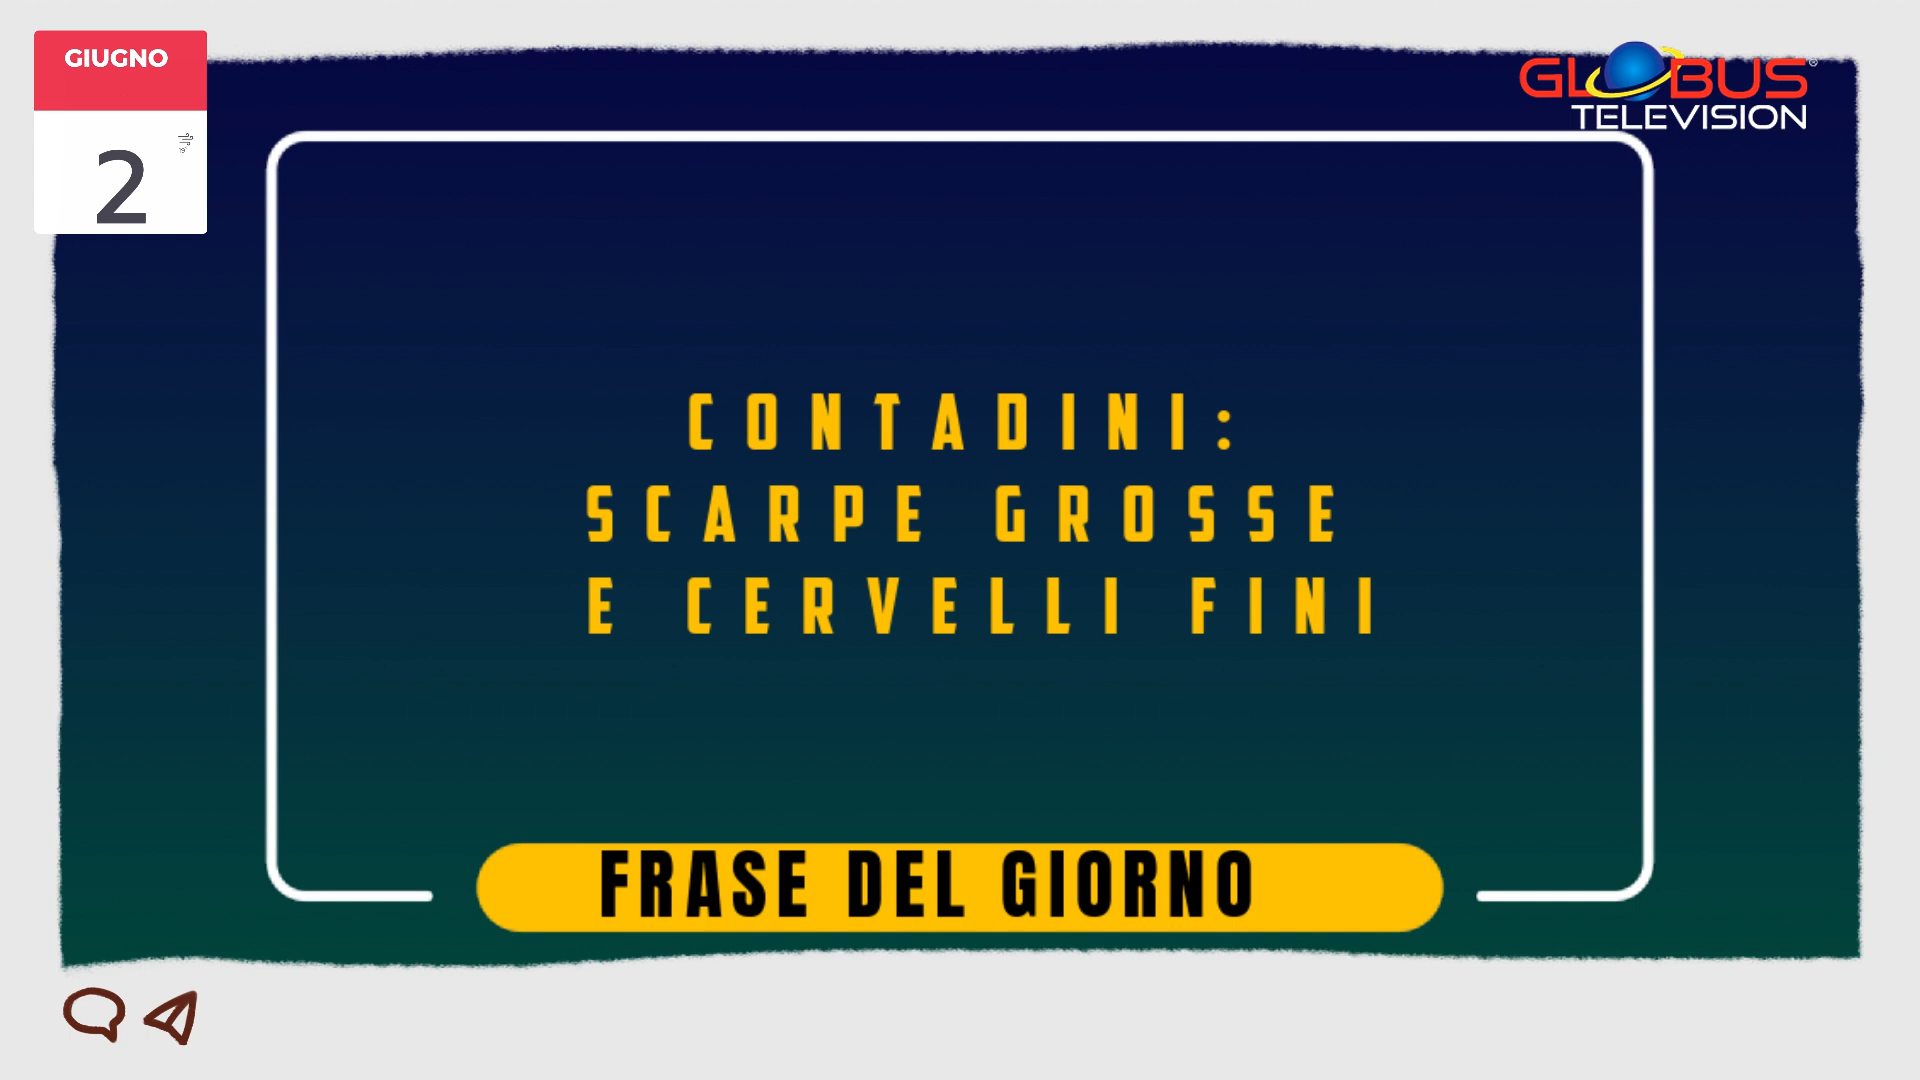 GIUGNO
2
GLOBUS®
TELEVISION
CONTADINI:
SCARPE GROSSE
E CERVELLI FINI
FRASE DEL GIORNO